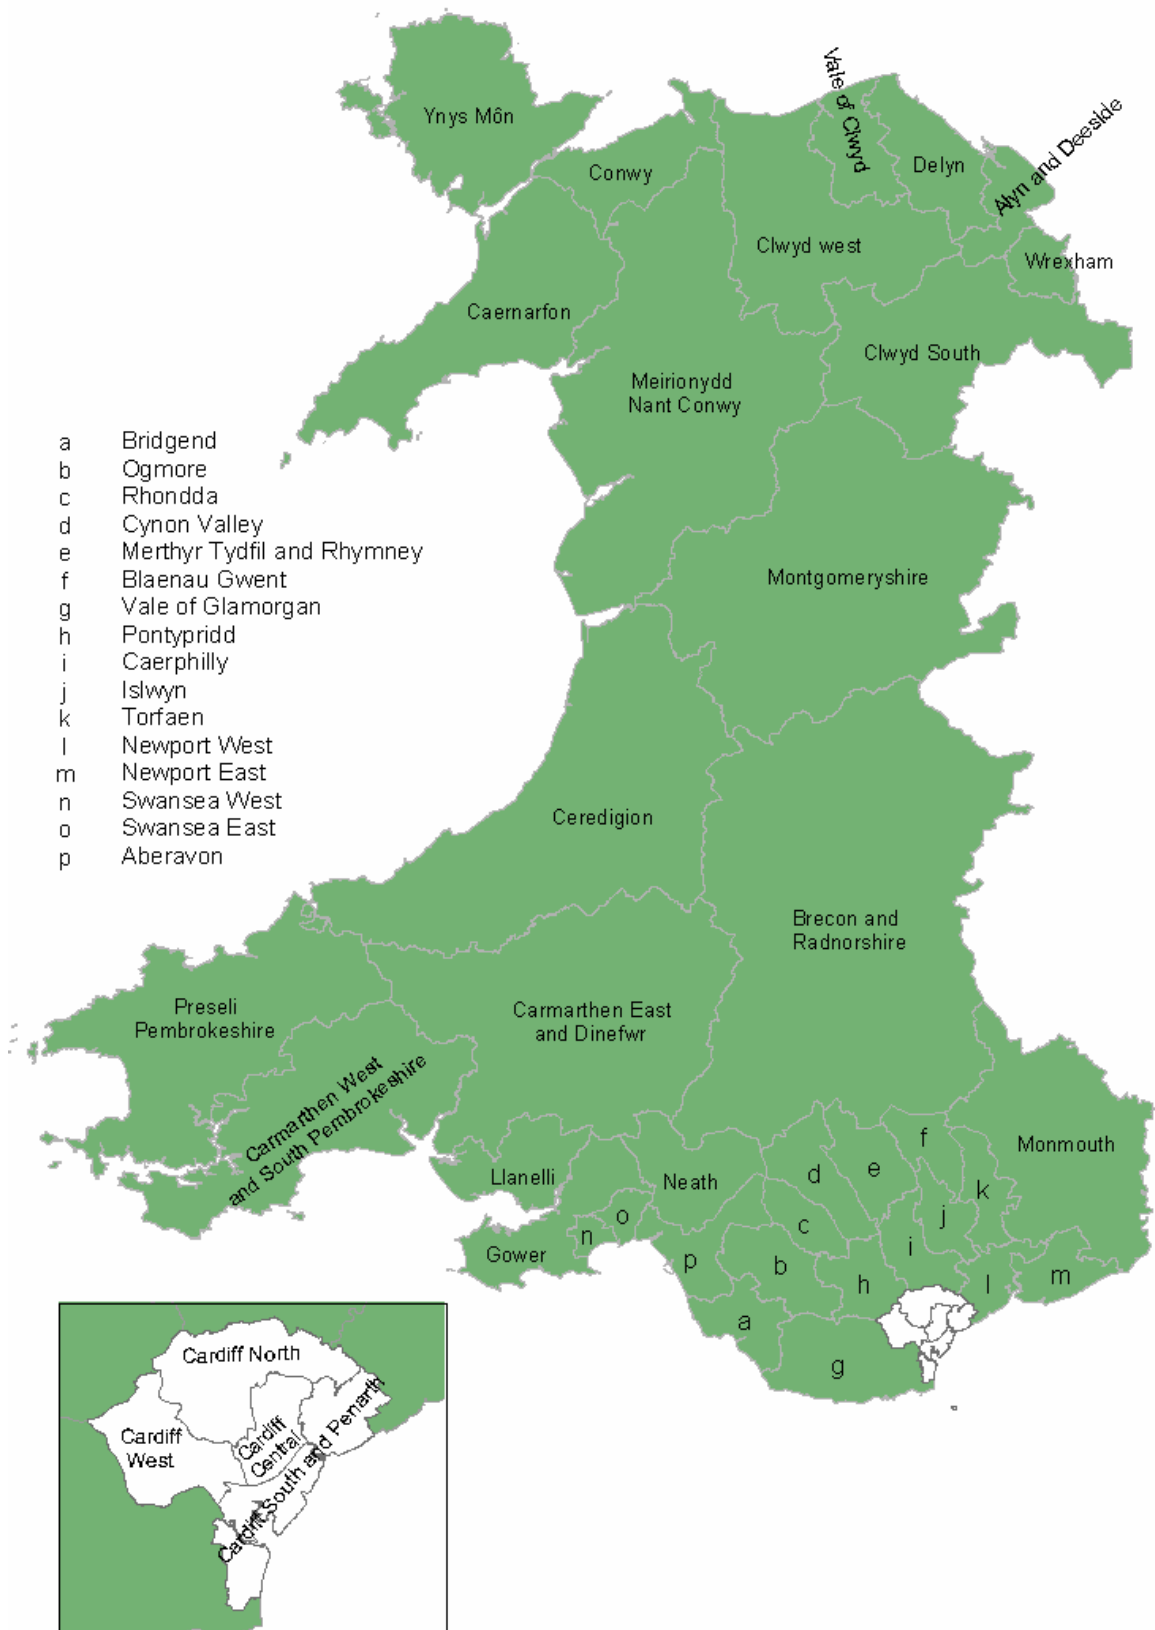 Ynys Môn
Conwy
Vale of Clwyd
Delyn
Alyn and Deeside
Clwyd west
Wrexham
Caernarfon
Clwyd South
Meirionydd
Nant Conwy
a Bridgend
b Ogmore
c Rhondda
d Cynon Valley
e Merthyr Tydfil and Rhymney
f Blaenau Gwent
g Vale of Glamorgan
h Pontypridd
i Caerphilly
j Islwyn
k Torfaen
l Newport West
m Newport East
n Swansea West
o Swansea East
p Aberavon
Montgomeryshire
Ceredigion
Brecon and
Radnorshire
Preseli
Pembrokeshire
Carmarthen East
and Dinefwr
Carmarthen West
and South Pembrokeshire
Llanelli
Neath
Monmouth
Gower
f
d
e
k
o
n
c
j
i
p
b
h
l
m
a
g
Cardiff North
Cardiff
West
Cardiff
Central
Cardiff South and Penarth